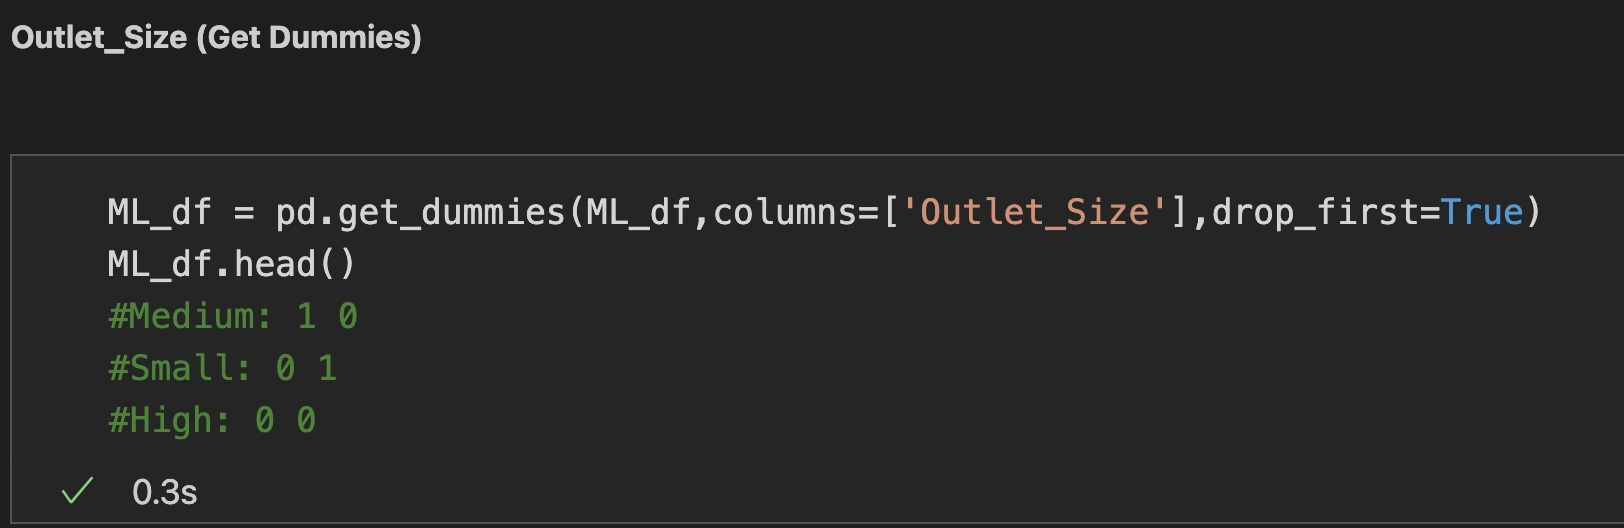 Outlet_Size (Get Dummies)
ML_df = pd.get_dummies(ML_df,columns=['Outlet_Size'],drop_first=True)
ML_df.head()
#Medium: 1 0
#Small: 0 1
#High: 0 0
0.3s